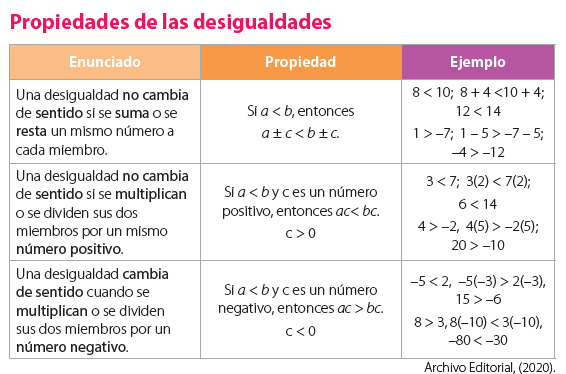 Propiedades de las desigualdades
Enunciado
Propiedad
Ejemplo
Una desigualdad no cambia
de sentido si se suma o se
resta un mismo número a
cada miembro.
Si a < b, entonces
a ± c < b ± c.
8 < 10; 8 + 4 <10 + 4;
12 < 14
1 > –7; 1 – 5 > –7 – 5;
–4 > –12
Una desigualdad no cambia
de sentido si se multiplican
o se dividen sus dos
miembros por un mismo
número positivo.
Si a < b y c es un número
positivo, entonces ac< bc.
c > 0
3 < 7; 3(2) < 7(2);
6 < 14
4 > –2, 4(5) > –2(5);
20 > –10
Una desigualdad cambia
de sentido cuando se
multiplican o se dividen
sus dos miembros por un
número negativo.
Si a < b y c es un número
negativo, entonces ac > bc.
c < 0
–5 < 2, –5(–3) > 2(–3),
15 > –6
8 > 3, 8(–10) < 3(–10),
–80 < –30
Archivo Editorial, (2020).